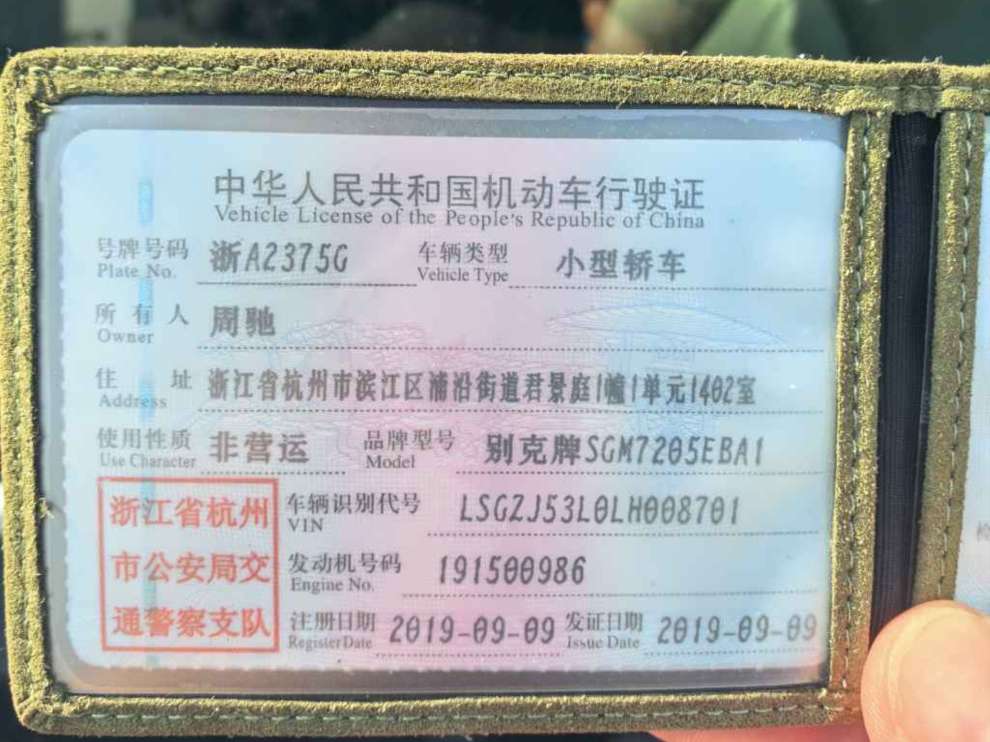 中华人民共和国机动车行驶证
Vehicle License of the People's Republic of China
号牌号码 浙A2375G 车辆类型 小型轿车
Plate No. Vehicle Type
所有人 周驰
Owner
住址 浙江省杭州市滨江区浦沿街道君景庭1幢1单元1402室
Address
使用性质 非营运 品牌型号 别克牌SGM7205EBA1
Use Character Model
浙江省杭州
市公安局交
通警察支队
车辆识别代号 LSGZJ53L0LH008701
VIN
发动机号码 191500986
Engine No.
注册日期 2019-09-09 发证日期 2019-09-09
Register Date Issue Date